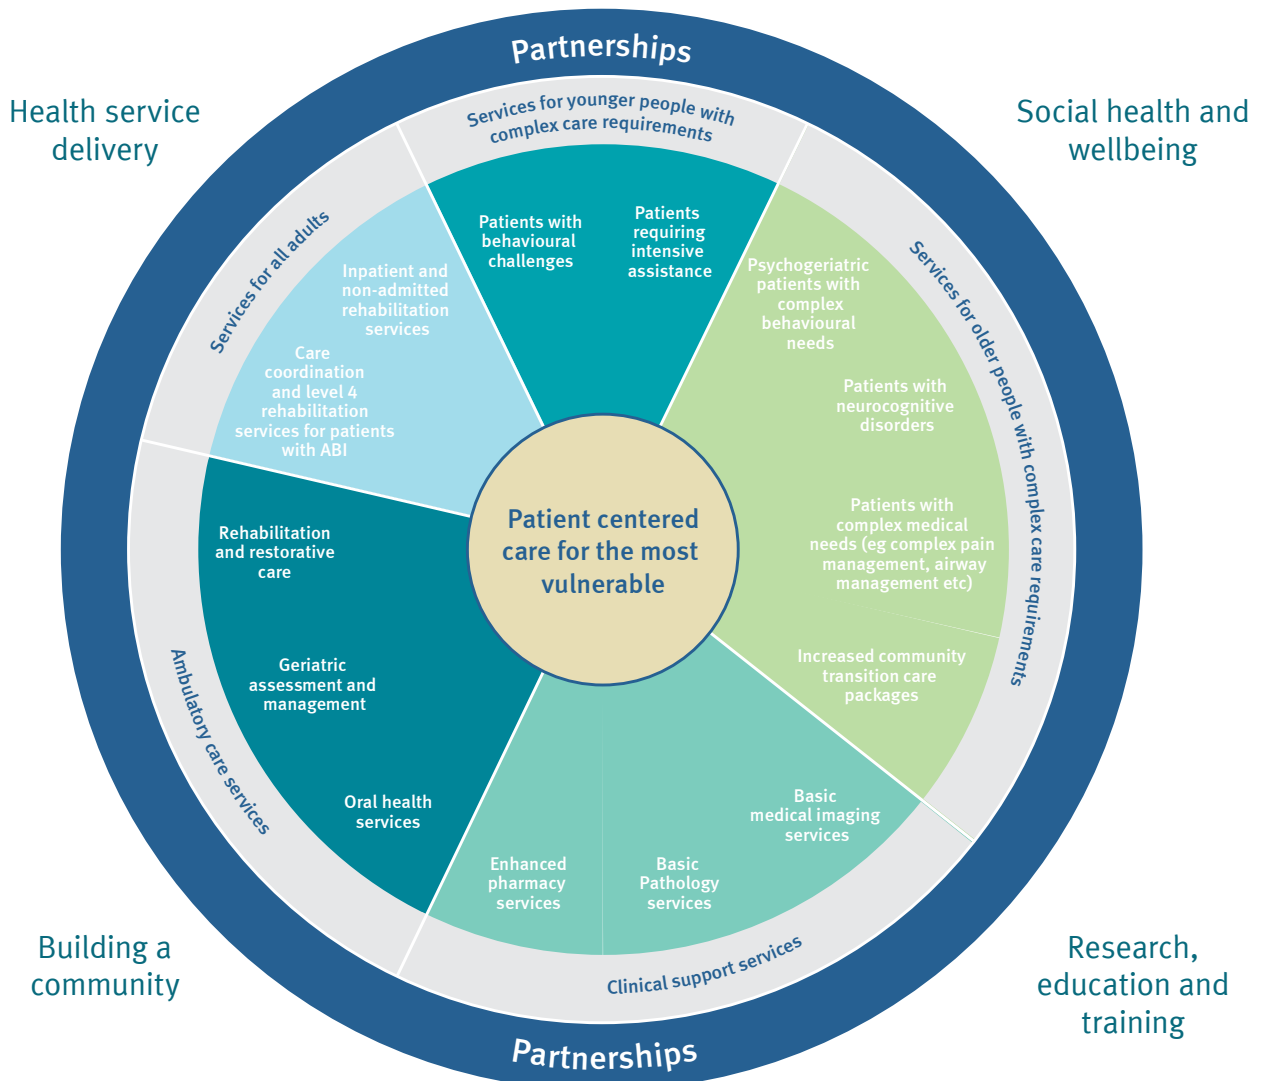 Partnerships
Health service
delivery
Social health and
wellbeing
Services for younger people with
complex care requirements
Patients with
behavioural
challenges
Patients
requiring
intensive
assistance
Services for older people with complex care requirements
Psychogeriatric
patients with
complex
behavioural
needs
Patients with
neurocognitive
disorders
Patients with
complex medical
needs (eg complex pain
management, airway
management etc)
Increased community
transition care
packages
Services for all adults
Inpatient and
non-admitted
rehabilitation
services
Care
coordination
and level 4
rehabilitation
services for patients
with ABI
Patient centered
care for the most
vulnerable
Ambulatory care services
Rehabilitation
and restorative
care
Geriatric
assessment and
management
Oral health
services
Clinical support services
Enhanced
pharmacy
services
Basic
Pathology
services
Basic
medical imaging
services
Building a
community
Research,
education and
training
Partnerships